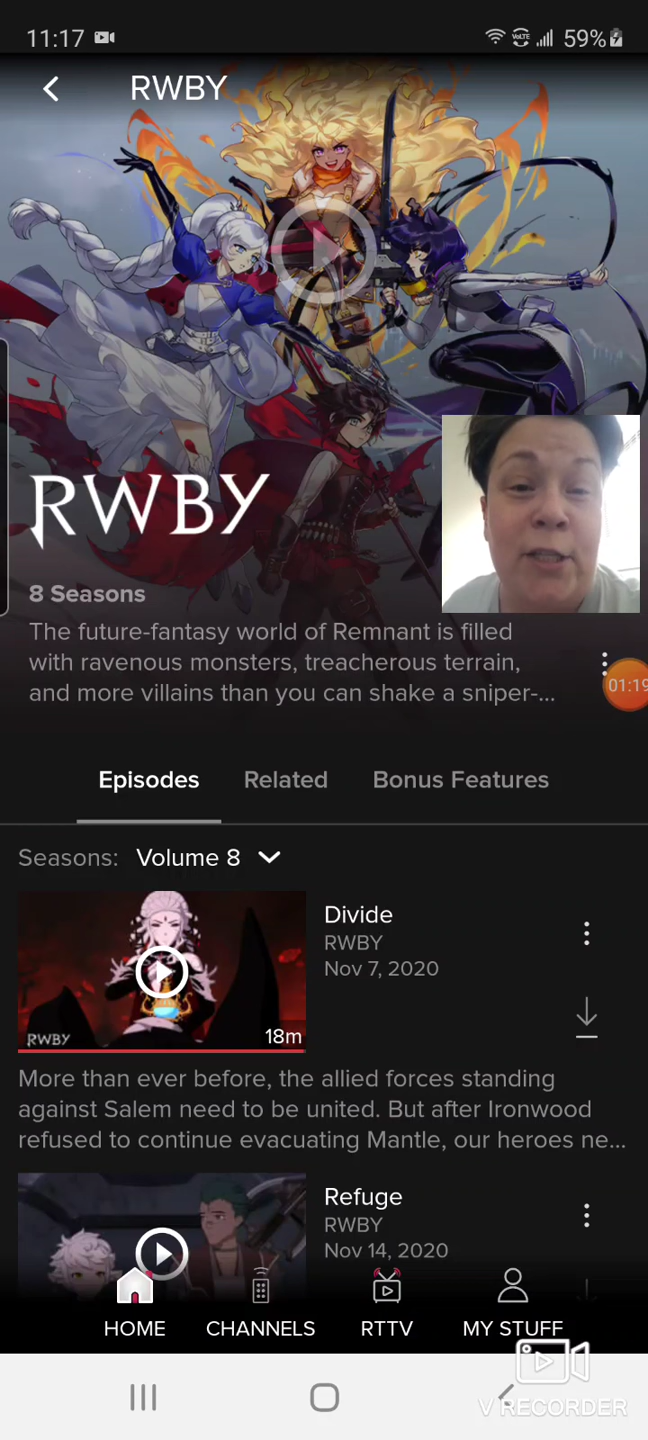 11:17
VoLTE
59%
RWBY
RWBY
8 Seasons
The future-fantasy world of Remnant is filled
with ravenous monsters, treacherous terrain,
and more villains than you can shake a sniper-...
01:19
Episodes
Related
Bonus Features
Seasons: Volume 8
Divide
RWBY
Nov 7, 2020
RWBY
18m
More than ever before, the allied forces standing
against Salem need to be united. But after Ironwood
refused to continue evacuating Mantle, our heroes ne...
Refuge
RWBY
Nov 14, 2020
HOME
CHANNELS
RTTV
MY STUFF
V RECORDER